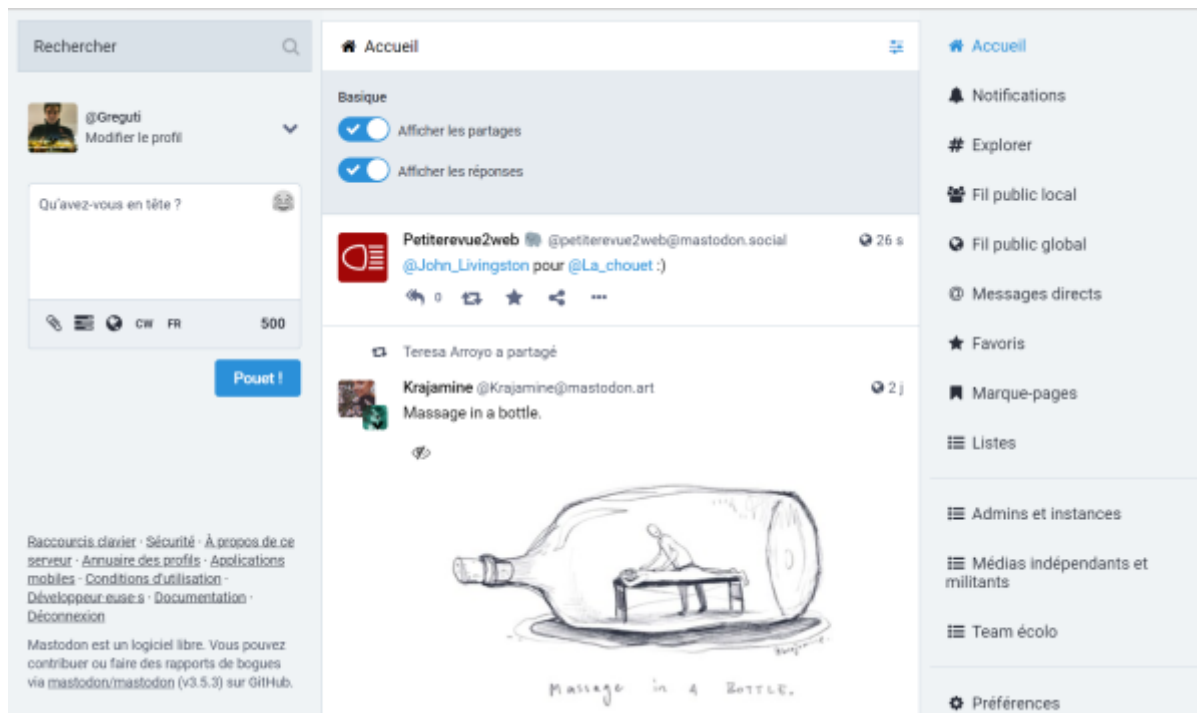 Rechercher
@Greguti
Modifier le profil
Qu'avez-vous en tête ?
CW FR 500
Pouet !
Raccourcis clavier · Sécurité · À propos de ce
serveur · Annuaire des profils · Applications
mobiles · Conditions d'utilisation ·
Développeur·euse·s · Documentation ·
Déconnexion
Mastodon est un logiciel libre. Vous pouvez
contribuer ou faire des rapports de bogues
via mastodon/mastodon (v3.5.3) sur GitHub.
Accueil
Basique
Afficher les partages
Afficher les réponses
Petiterevue2web @petiterevue2web@mastodon.social 26 s
@John_Livingston pour @La_chouet :)
0
Teresa Arroyo a partagé
Krajamine @Krajamine@mastodon.art 2 j
Massage in a bottle.
Krajamine
Massage in a Bottle.
Accueil
Notifications
# Explorer
Fil public local
Fil public global
@ Messages directs
Favoris
Marque-pages
Listes
Admins et instances
Médias indépendants et
militants
Team écolo
Préférences